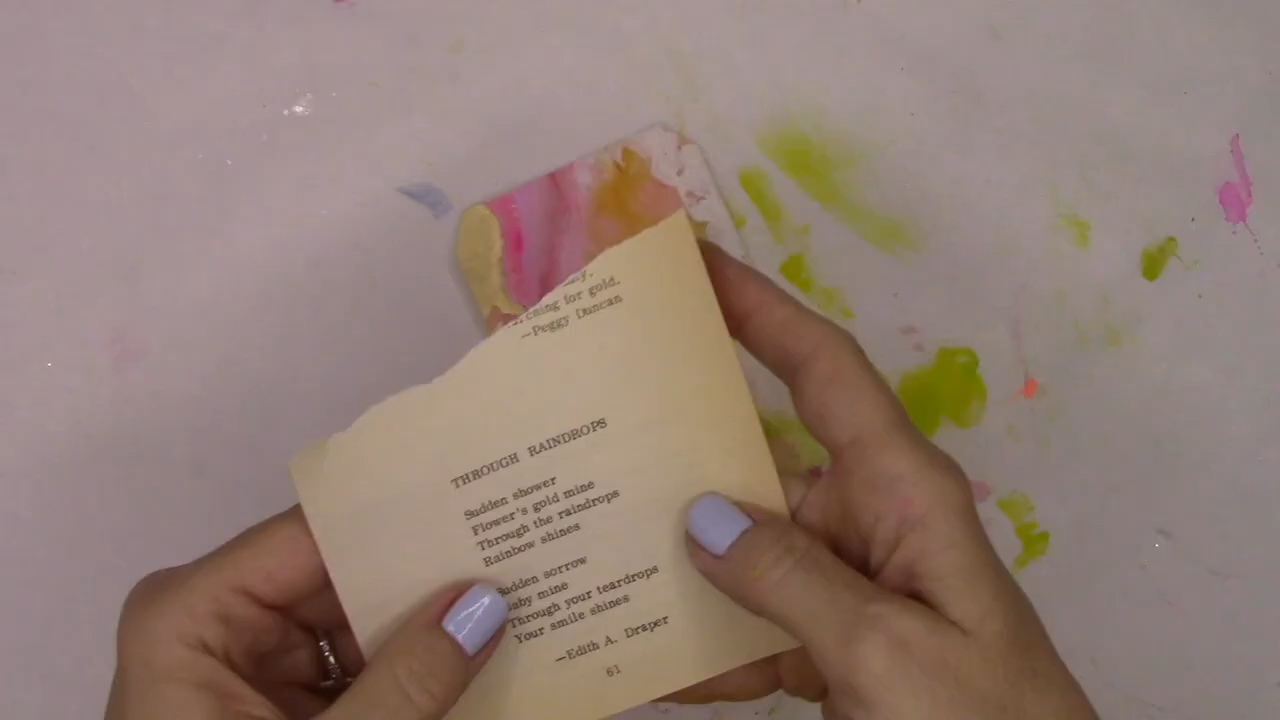 for gold.
—Peggy Duncan
THROUGH RAINDROPS
Sudden shower
Flower's gold mine
Through the raindrops
Rainbow shines
Sudden sorrow
Baby mine
Through your teardrops
Your smile shines
—Edith A. Draper
61